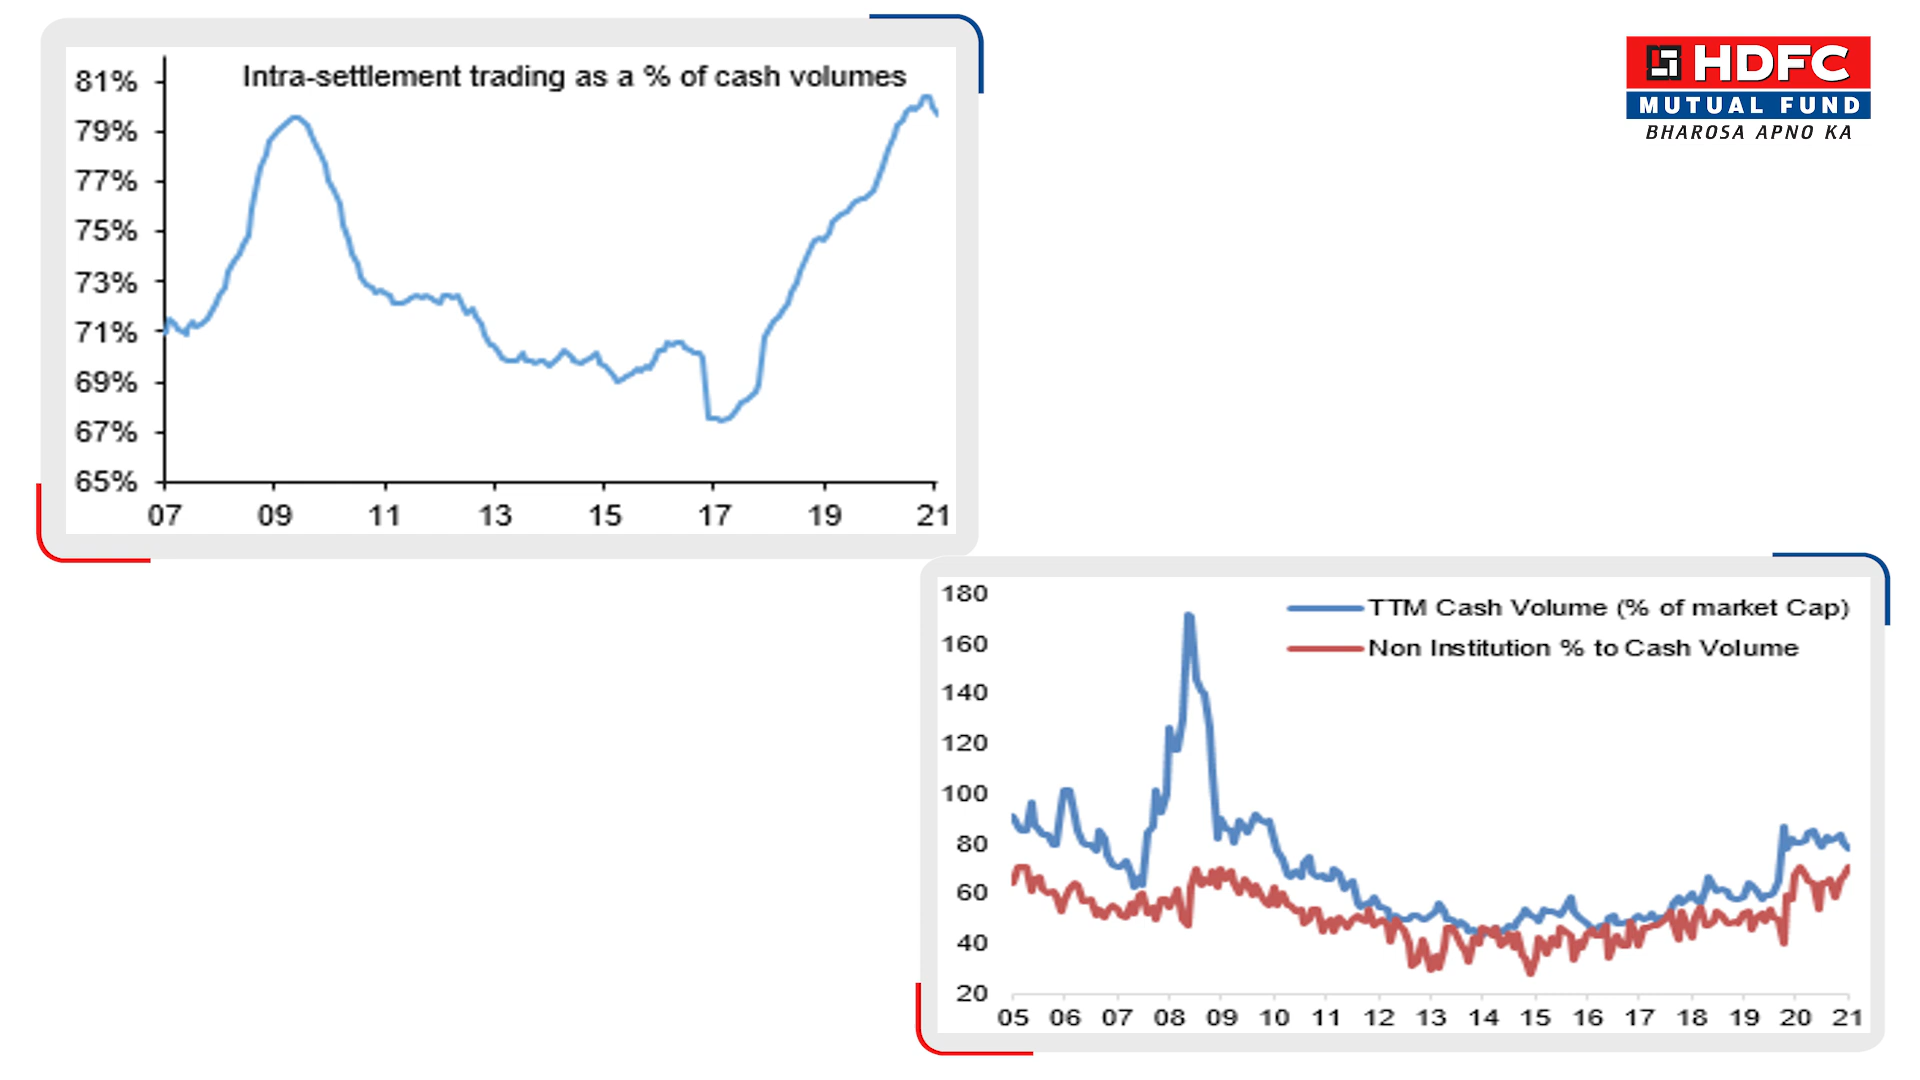 Intra-settlement trading as a % of cash volumes
81%
79%
77%
75%
73%
71%
69%
67%
65%
07 09 11 13 15 17 19 21
HDFC
MUTUAL FUND
BHAROSA APNO KA
TTM Cash Volume (% of market Cap)
Non Institution % to Cash Volume
180
160
140
120
100
80
60
40
20
05 06 07 08 09 10 11 12 13 14 15 16 17 18 19 20 21